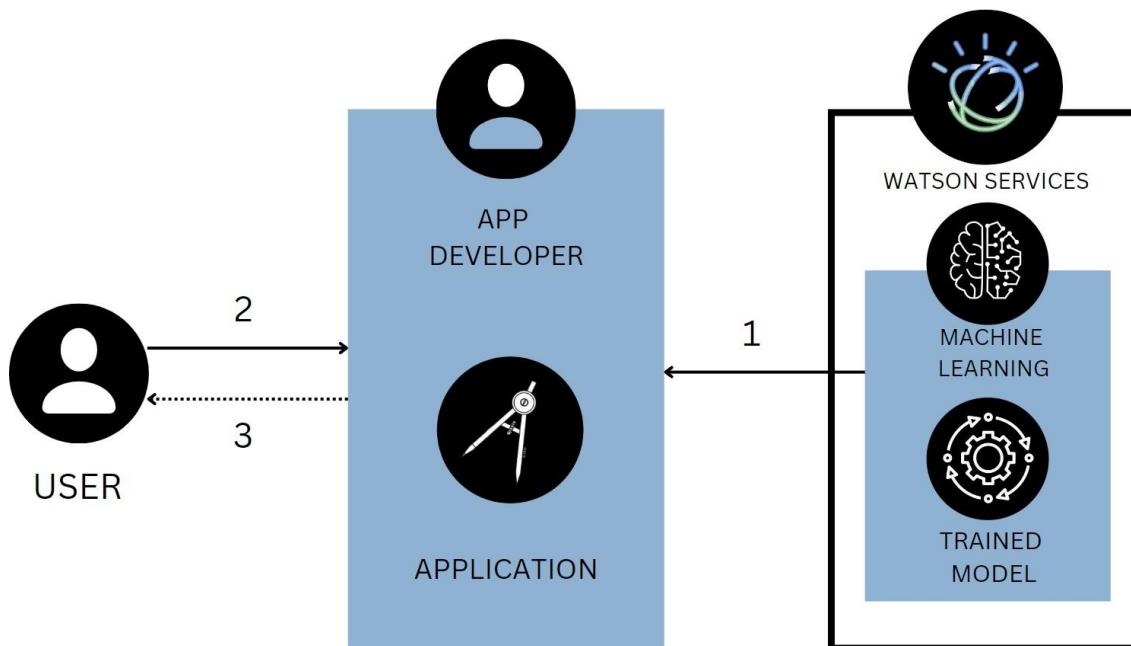 WATSON SERVICES
APP
DEVELOPER
2
1
MACHINE
LEARNING
3
USER
APPLICATION
TRAINED
MODEL